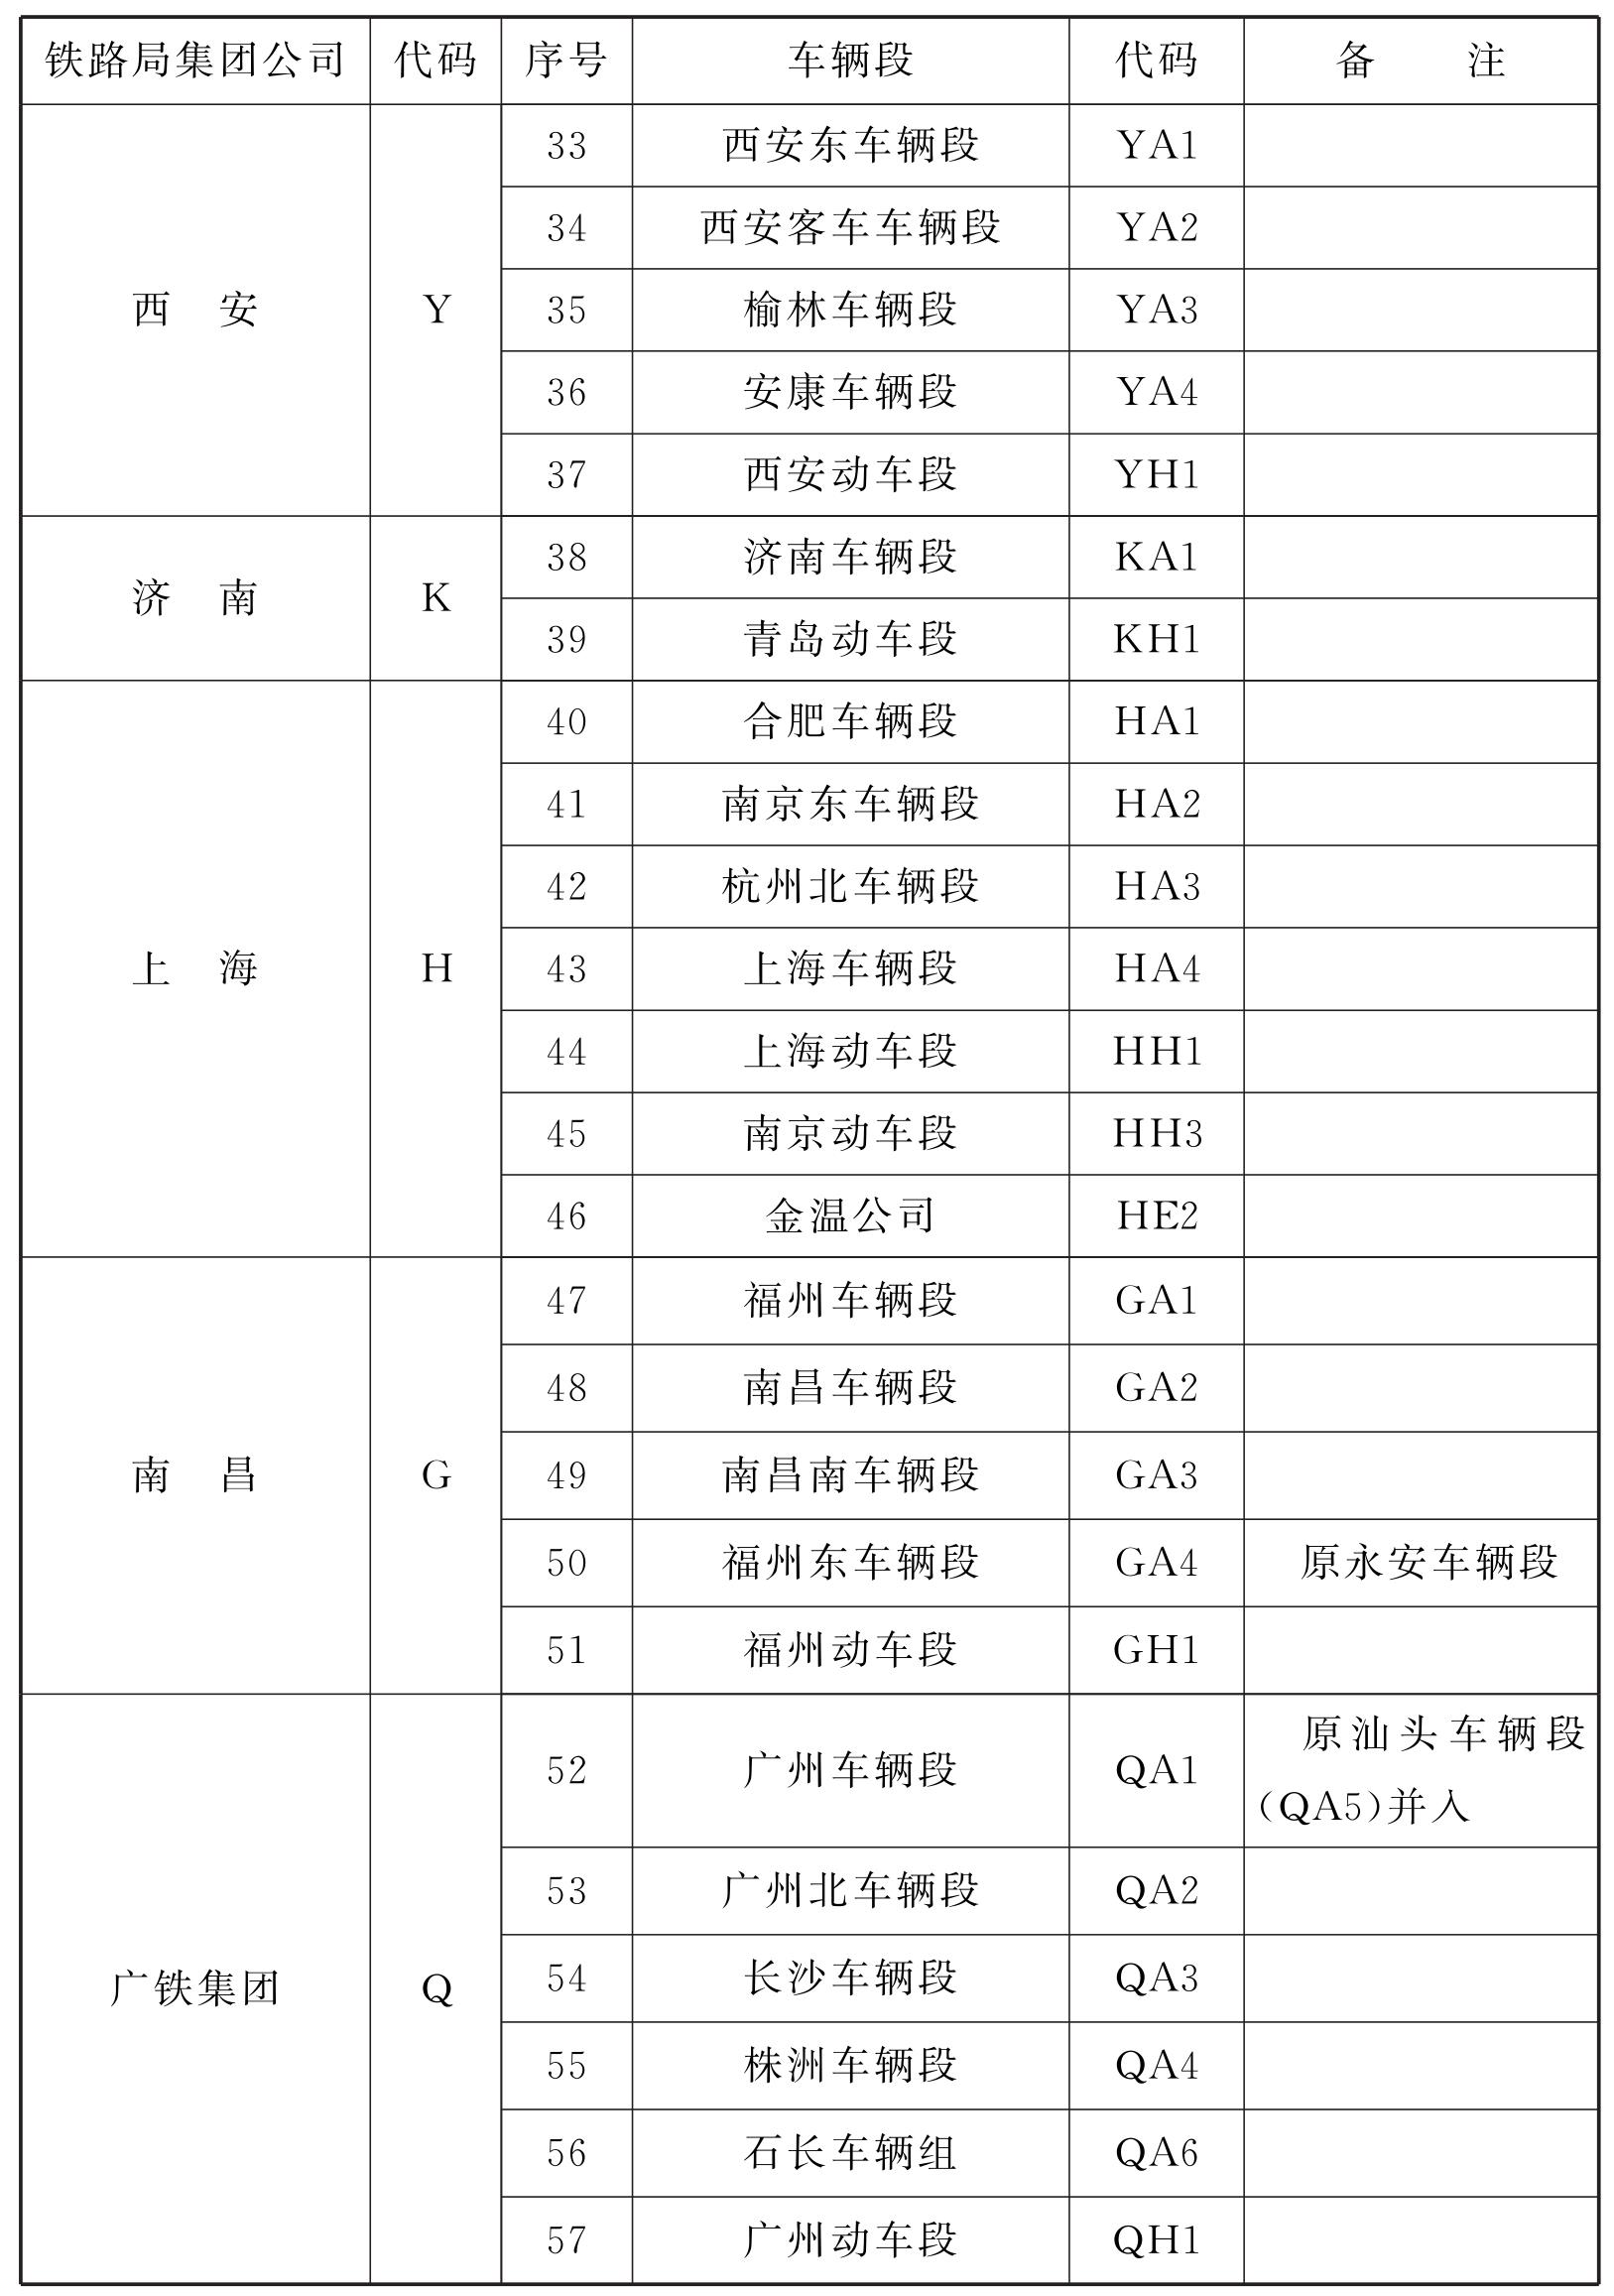 铁路局集团公司 代码 序号 车辆段 代码 备 注
西 安 Y
33 西安东车辆段 YA1
34 西安客车车辆段 YA2
35 榆林车辆段 YA3
36 安康车辆段 YA4
37 西安动车段 YH1
济 南 K
38 济南车辆段 KA1
39 青岛动车段 KH1
上 海 H
40 合肥车辆段 HA1
41 南京东车辆段 HA2
42 杭州北车辆段 HA3
43 上海车辆段 HA4
44 上海动车段 HH1
45 南京动车段 HH3
46 金温公司 HE2
南 昌 G
47 福州车辆段 GA1
48 南昌车辆段 GA2
49 南昌南车辆段 GA3
50 福州东车辆段 GA4 原永安车辆段
51 福州动车段 GH1
广铁集团 Q
52 广州车辆段 QA1 原汕头车辆段
(QA5)并入
53 广州北车辆段 QA2
54 长沙车辆段 QA3
55 株洲车辆段 QA4
56 石长车辆组 QA6
57 广州动车段 QH1